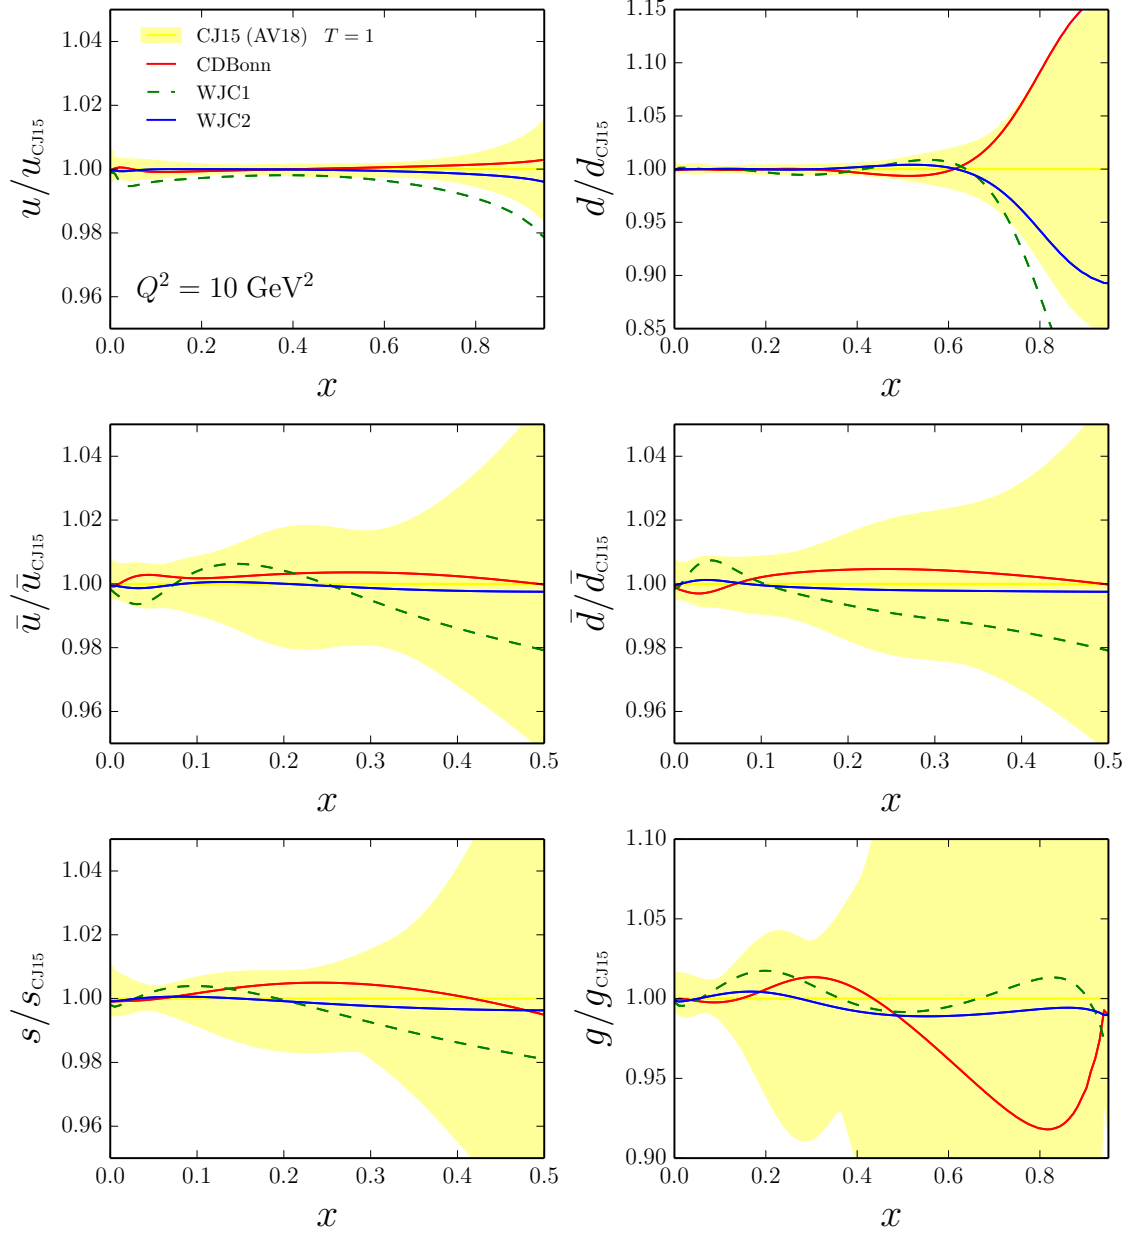 CJ15 (AV18) T = 1
CDBonn
WJC1
WJC2
Q² = 10 GeV²
u/u_CJ15
1.04
1.02
1.00
0.98
0.96
0.0 0.2 0.4 0.6 0.8
x
d/d_CJ15
1.15
1.10
1.05
1.00
0.95
0.90
0.85
0.0 0.2 0.4 0.6 0.8
x
ū/ū_CJ15
1.04
1.02
1.00
0.98
0.96
0.0 0.1 0.2 0.3 0.4 0.5
x
d̄/d̄_CJ15
1.04
1.02
1.00
0.98
0.96
0.0 0.1 0.2 0.3 0.4 0.5
x
s/s_CJ15
1.04
1.02
1.00
0.98
0.96
0.0 0.1 0.2 0.3 0.4 0.5
x
g/g_CJ15
1.10
1.05
1.00
0.95
0.90
0.0 0.2 0.4 0.6 0.8
x